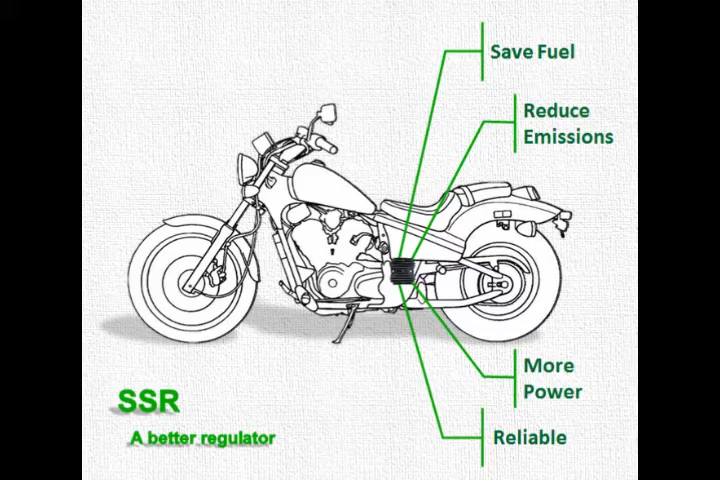 Save Fuel
Reduce
Emissions
More
Power
Reliable
SSR
A better regulator